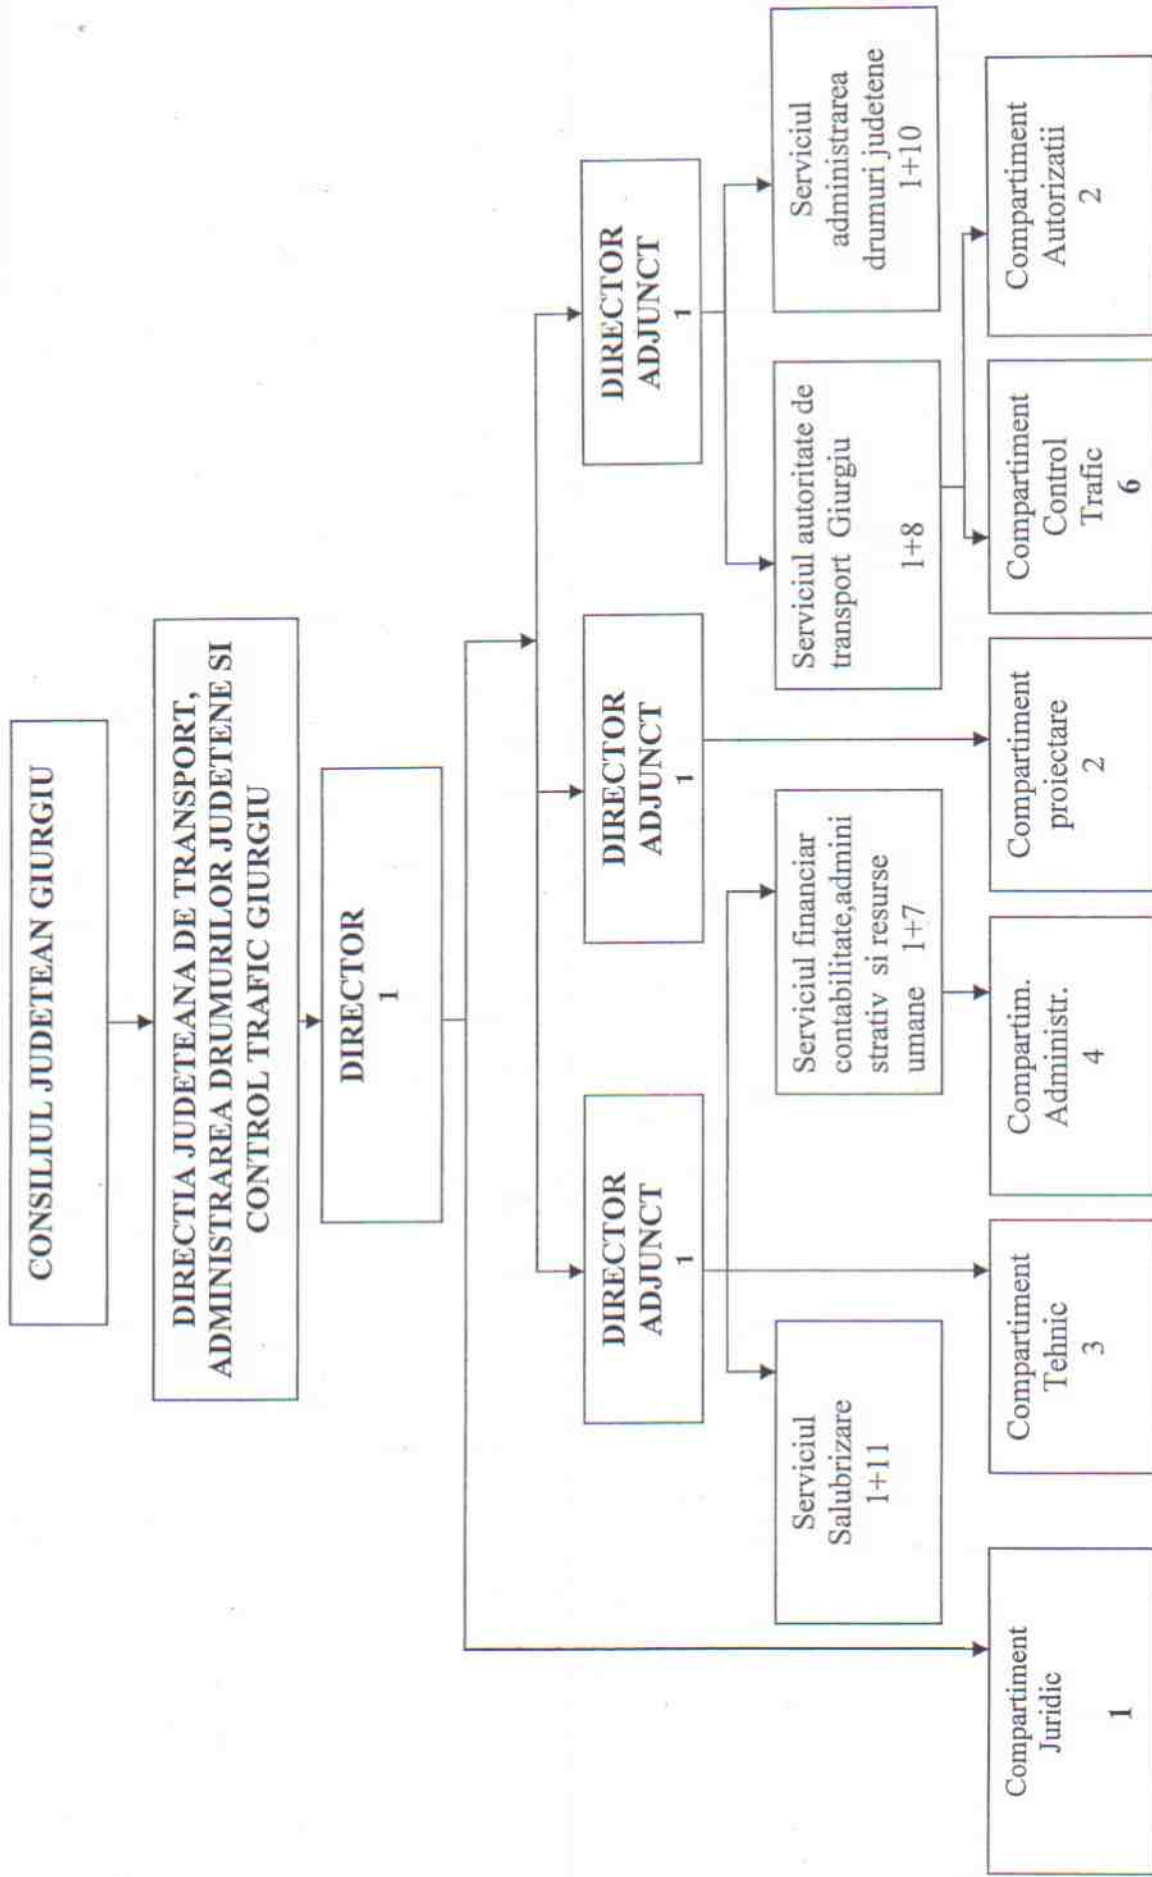 CONSILIUL JUDETEAN GIURGIU
DIRECTIA JUDETEANA DE TRANSPORT,
ADMINISTRAREA DRUMURILOR JUDETENE SI
CONTROL TRAFIC GIURGIU
DIRECTOR
1
DIRECTOR
ADJUNCT
1
DIRECTOR
ADJUNCT
1
DIRECTOR
ADJUNCT
1
Serviciul
Salubrizare
1+11
Serviciul financiar
contabilitate,admini
strativ si resurse
umane 1+7
Serviciul autoritate de
transport Giurgiu
1+8
Serviciul
administrarea
drumuri judetene
1+10
Compartiment
Juridic
1
Compartiment
Tehnic
3
Compartim.
Administr.
4
Compartiment
proiectare
2
Compartiment
Control
Trafic
6
Compartiment
Autorizatii
2